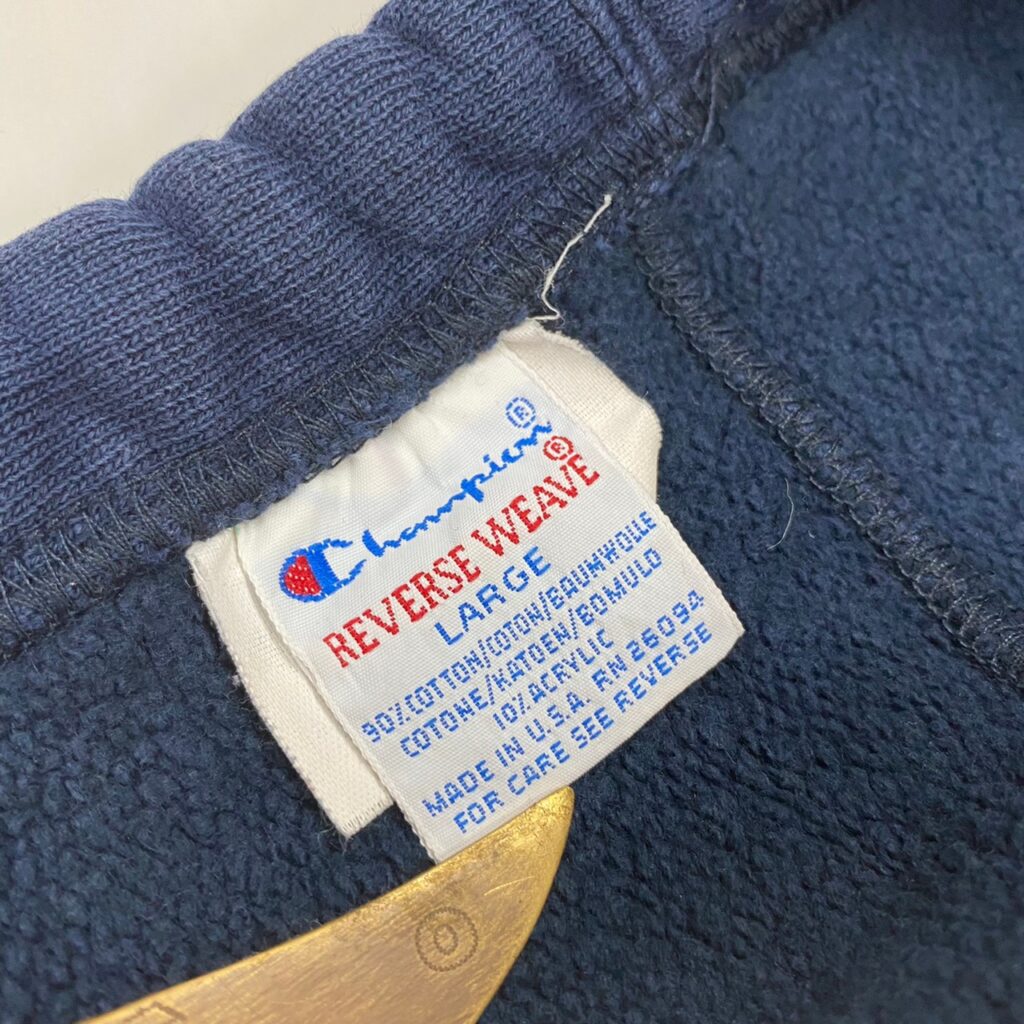 Champion®
REVERSE WEAVE®
LARGE
90% COTTON/COTON/BAUMWOLLE
COTONE/KATOEN/BOMULD
10% ACRYLIC
MADE IN U.S.A. RN 26094
FOR CARE SEE REVERSE
0